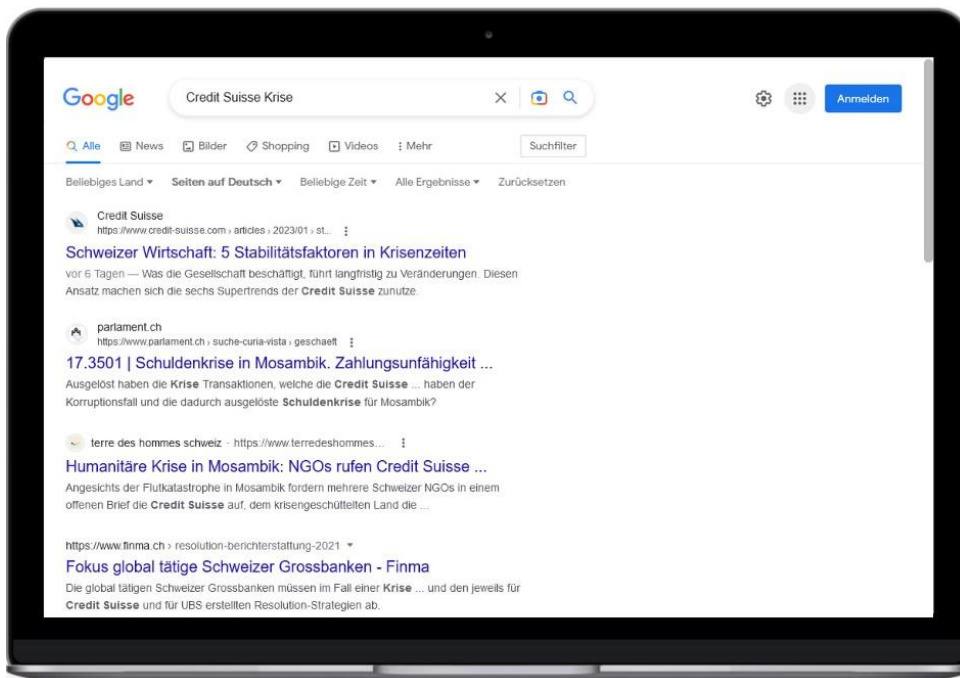 Google
Credit Suisse Krise
Anmelden
Alle News Bilder Shopping Videos Mehr Suchfilter
Beliebiges Land Seiten auf Deutsch Beliebige Zeit Alle Ergebnisse Zurücksetzen
Credit Suisse
https://www.credit-suisse.com › articles › 2023/01 › st...
Schweizer Wirtschaft: 5 Stabilitätsfaktoren in Krisenzeiten
vor 6 Tagen — Was die Gesellschaft beschäftigt, führt langfristig zu Veränderungen. Diesen
Ansatz machen sich die sechs Supertrends der Credit Suisse zunutze.
parlament.ch
https://www.parlament.ch › suche-curia-vista › geschaeft
17.3501 | Schuldenkrise in Mosambik. Zahlungsunfähigkeit ...
Ausgelöst haben die Krise Transaktionen, welche die Credit Suisse ... haben der
Korruptionsfall und die dadurch ausgelöste Schuldenkrise für Mosambik?
terre des hommes schweiz · https://www.terredeshommes...
Humanitäre Krise in Mosambik: NGOs rufen Credit Suisse ...
Angesichts der Flutkatastrophe in Mosambik fordern mehrere Schweizer NGOs in einem
offenen Brief die Credit Suisse auf, dem krisengeschüttelten Land die ...
https://www.finma.ch › resolution-berichterstattung-2021
Fokus global tätige Schweizer Grossbanken - Finma
Die global tätigen Schweizer Grossbanken müssen im Fall einer Krise ... und den jeweils für
Credit Suisse und für UBS erstellten Resolution-Strategien ab.